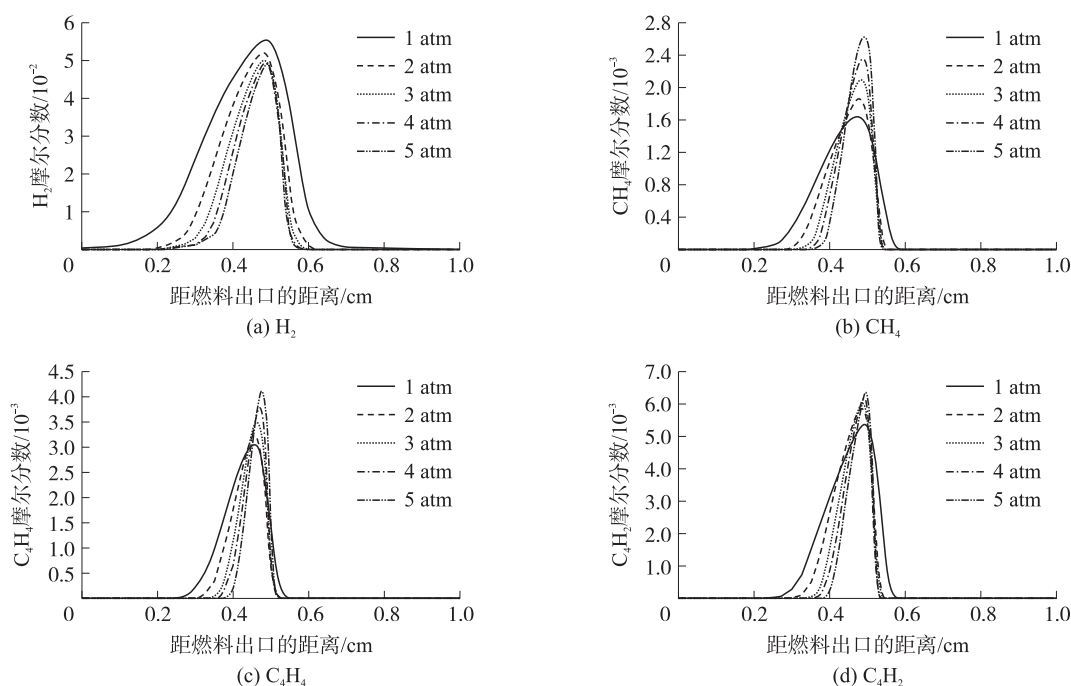 6
5
4
3
2
1
0
0.2
0.4
0.6
0.8
1.0
H₂摩尔分数/10⁻²
1 atm
2 atm
3 atm
4 atm
5 atm
距燃料出口的距离/cm
(a) H₂
2.8
2.4
2.0
1.6
1.2
0.8
0.4
0
0.2
0.4
0.6
0.8
1.0
CH₄摩尔分数/10⁻³
1 atm
2 atm
3 atm
4 atm
5 atm
距燃料出口的距离/cm
(b) CH₄
4.5
4.0
3.5
3.0
2.5
2.0
1.5
1.0
0.5
0
0.2
0.4
0.6
0.8
1.0
C₄H₄摩尔分数/10⁻³
1 atm
2 atm
3 atm
4 atm
5 atm
距燃料出口的距离/cm
(c) C₄H₄
7.0
6.0
5.0
4.0
3.0
2.0
1.0
0
0.2
0.4
0.6
0.8
1.0
C₄H₂摩尔分数/10⁻³
1 atm
2 atm
3 atm
4 atm
5 atm
距燃料出口的距离/cm
(d) C₄H₂